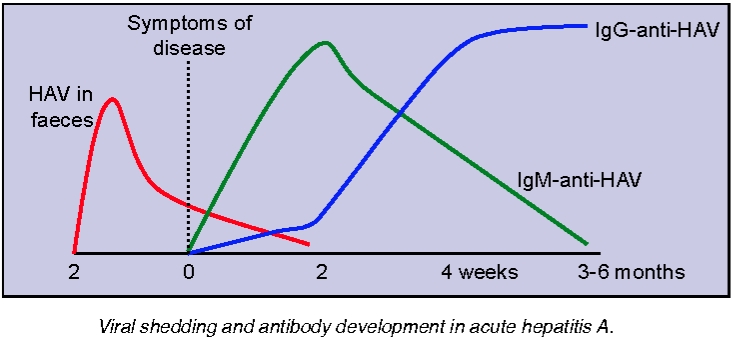 Symptoms of
disease
IgG-anti-HAV
HAV in
faeces
IgM-anti-HAV
2 0 2 4 weeks 3-6 months
Viral shedding and antibody development in acute hepatitis A.